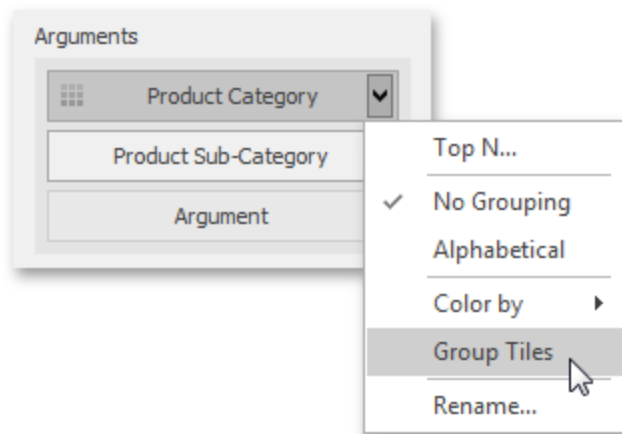 Arguments
Product Category
Product Sub-Category
Argument
Top N...
No Grouping
Alphabetical
Color by
Group Tiles
Rename...